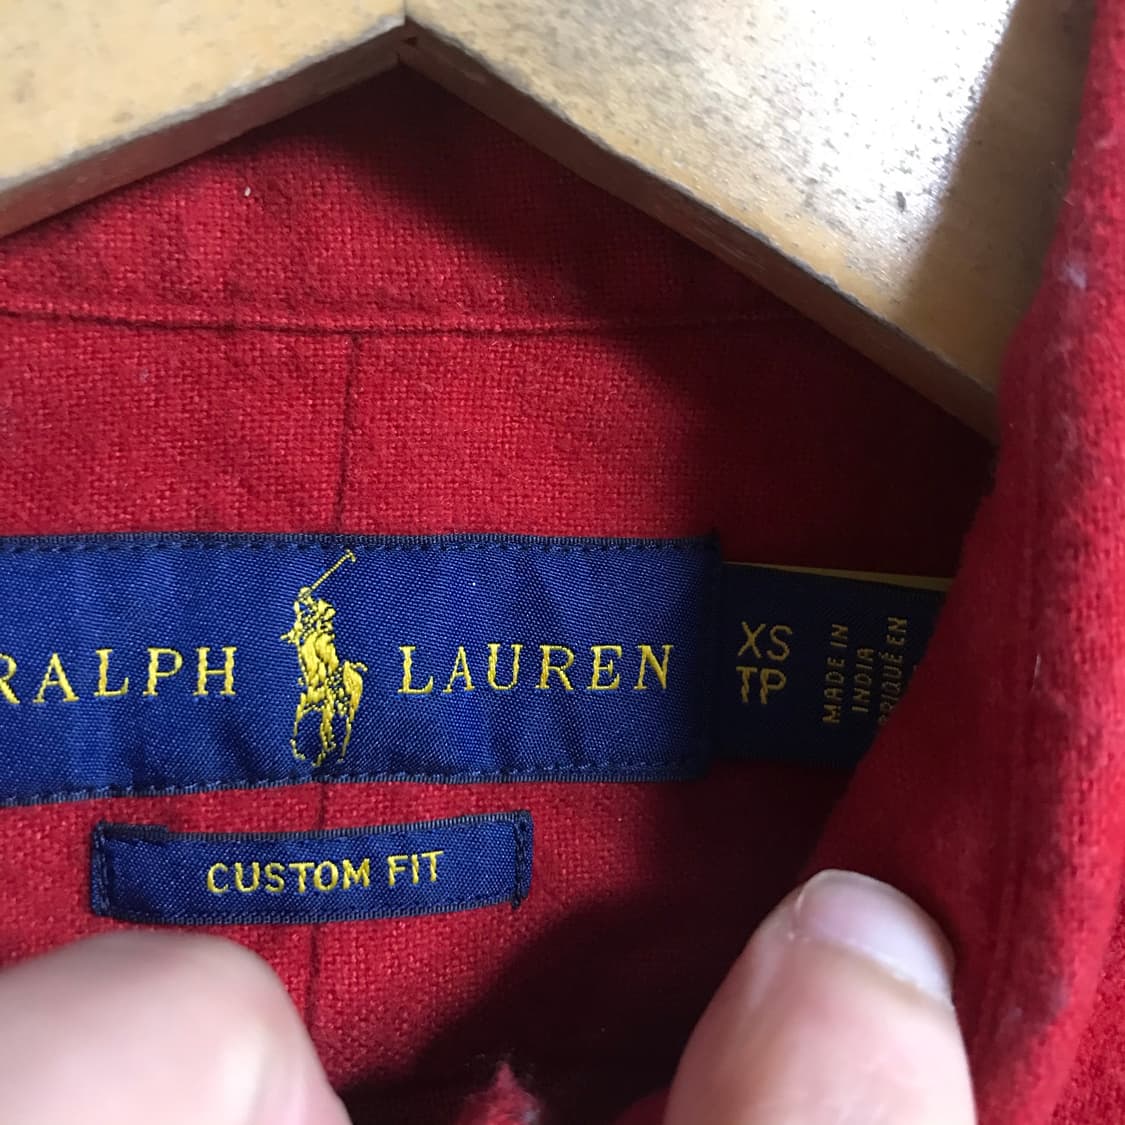 RALPH LAUREN
XS
TP
MADE IN
INDIA
CUSTOM FIT